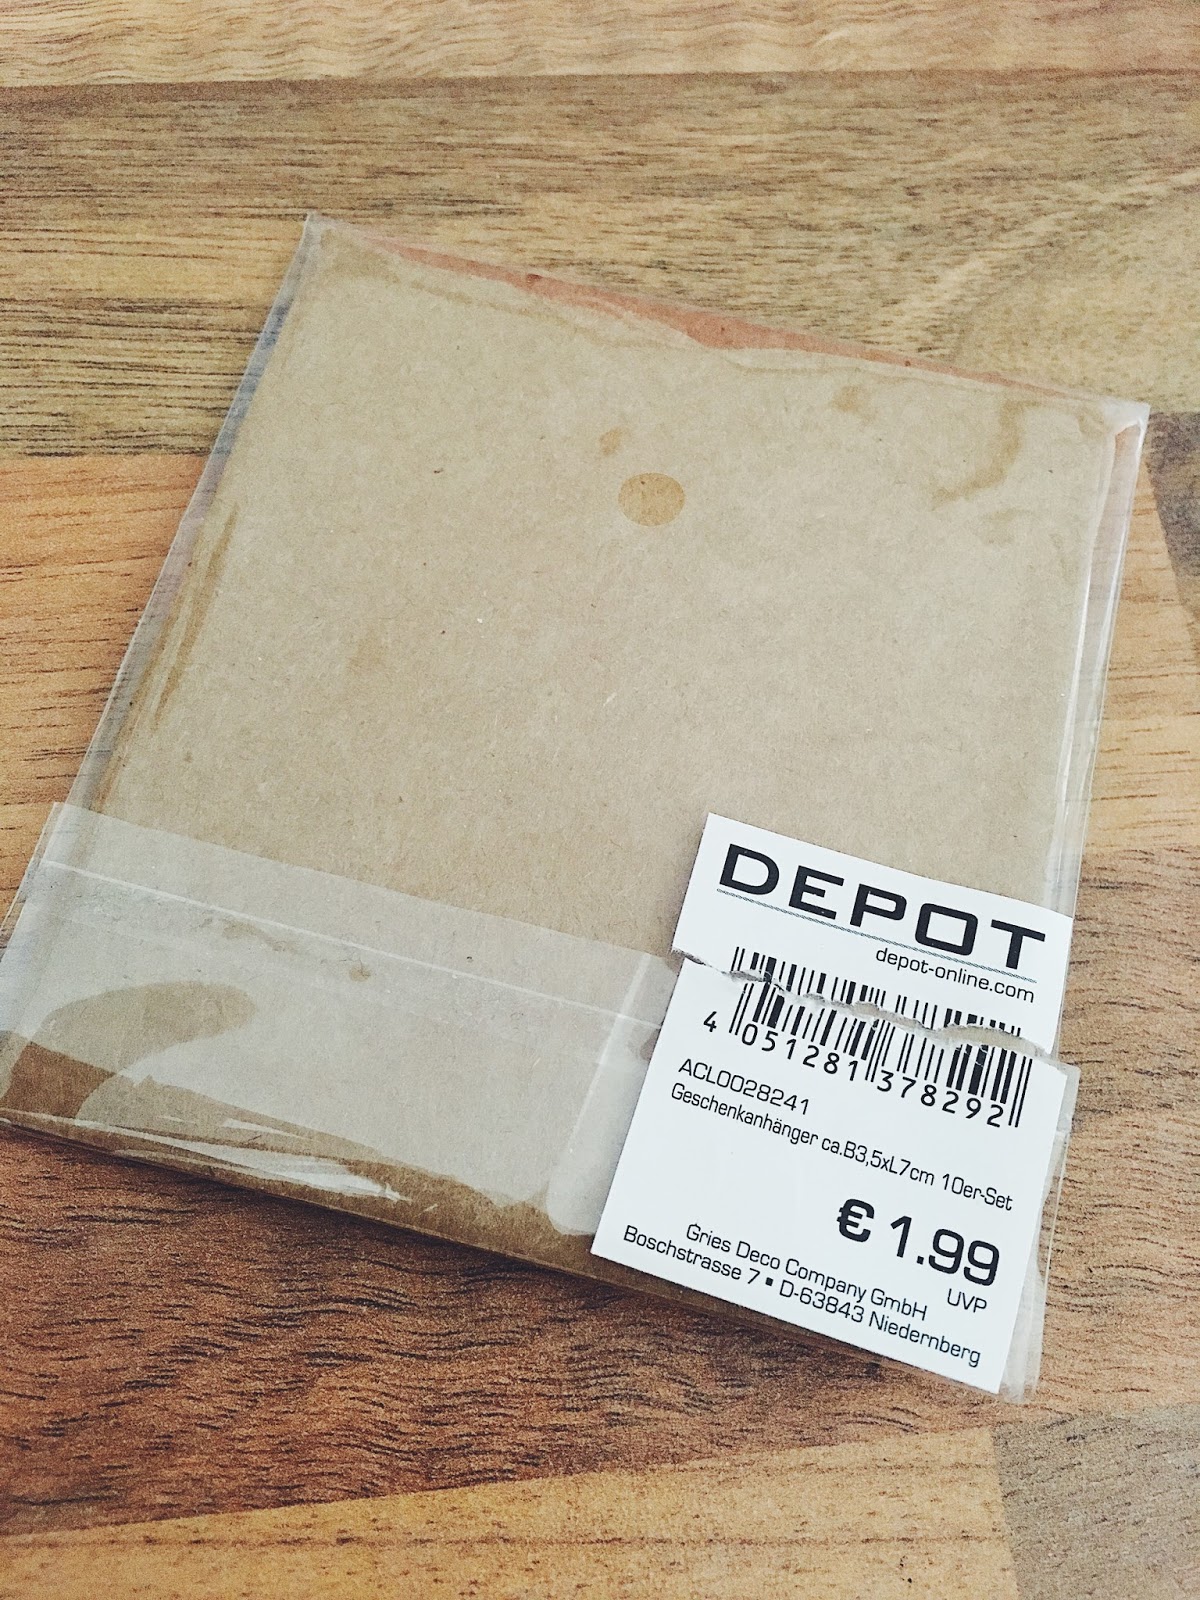 DEPOT
depot-online.com
4 051281 378292
ACL0028241
Geschenkanhänger ca.B3,5xL7cm 10er-Set
€ 1.99
UVP
Gries Deco Company GmbH
Boschstrasse 7 ▪ D-63843 Niedernberg